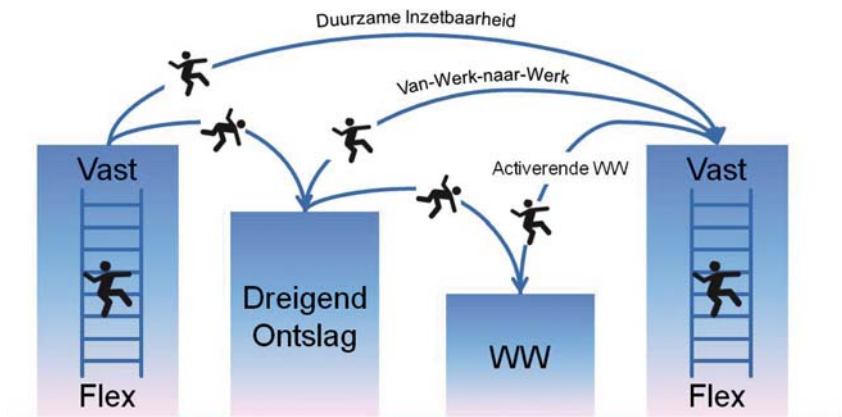 Duurzame Inzetbaarheid
Van-Werk-naar-Werk
Activerende WW
Vast
Flex
Dreigend
Ontslag
WW
Vast
Flex